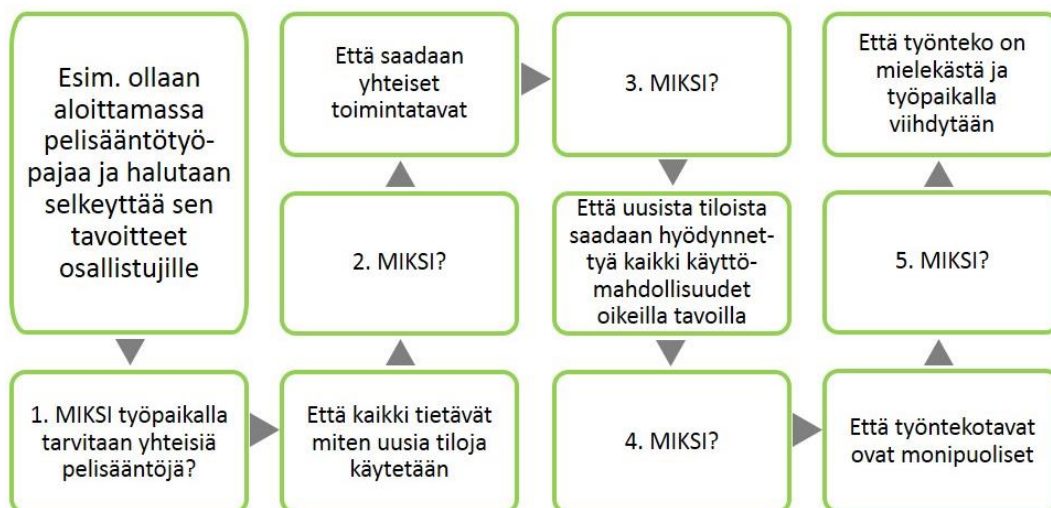 Esim. ollaan
aloittamassa
pelisääntötyö-
pajaa ja halutaan
selkeyttää sen
tavoitteet
osallistujille
1. MIKSI työpaikalla
tarvitaan yhteisiä
pelisääntöjä?
Että kaikki tietävät
miten uusia tiloja
käytetään
2. MIKSI?
Että saadaan
yhteiset
toimintatavat
3. MIKSI?
Että uusista tiloista
saadaan hyödynnet-
tyä kaikki käyttö-
mahdollisuudet
oikeilla tavoilla
4. MIKSI?
Että työntekotavat
ovat monipuoliset
5. MIKSI?
Että työnteko on
mielekästä ja
työpaikalla
viihdytään